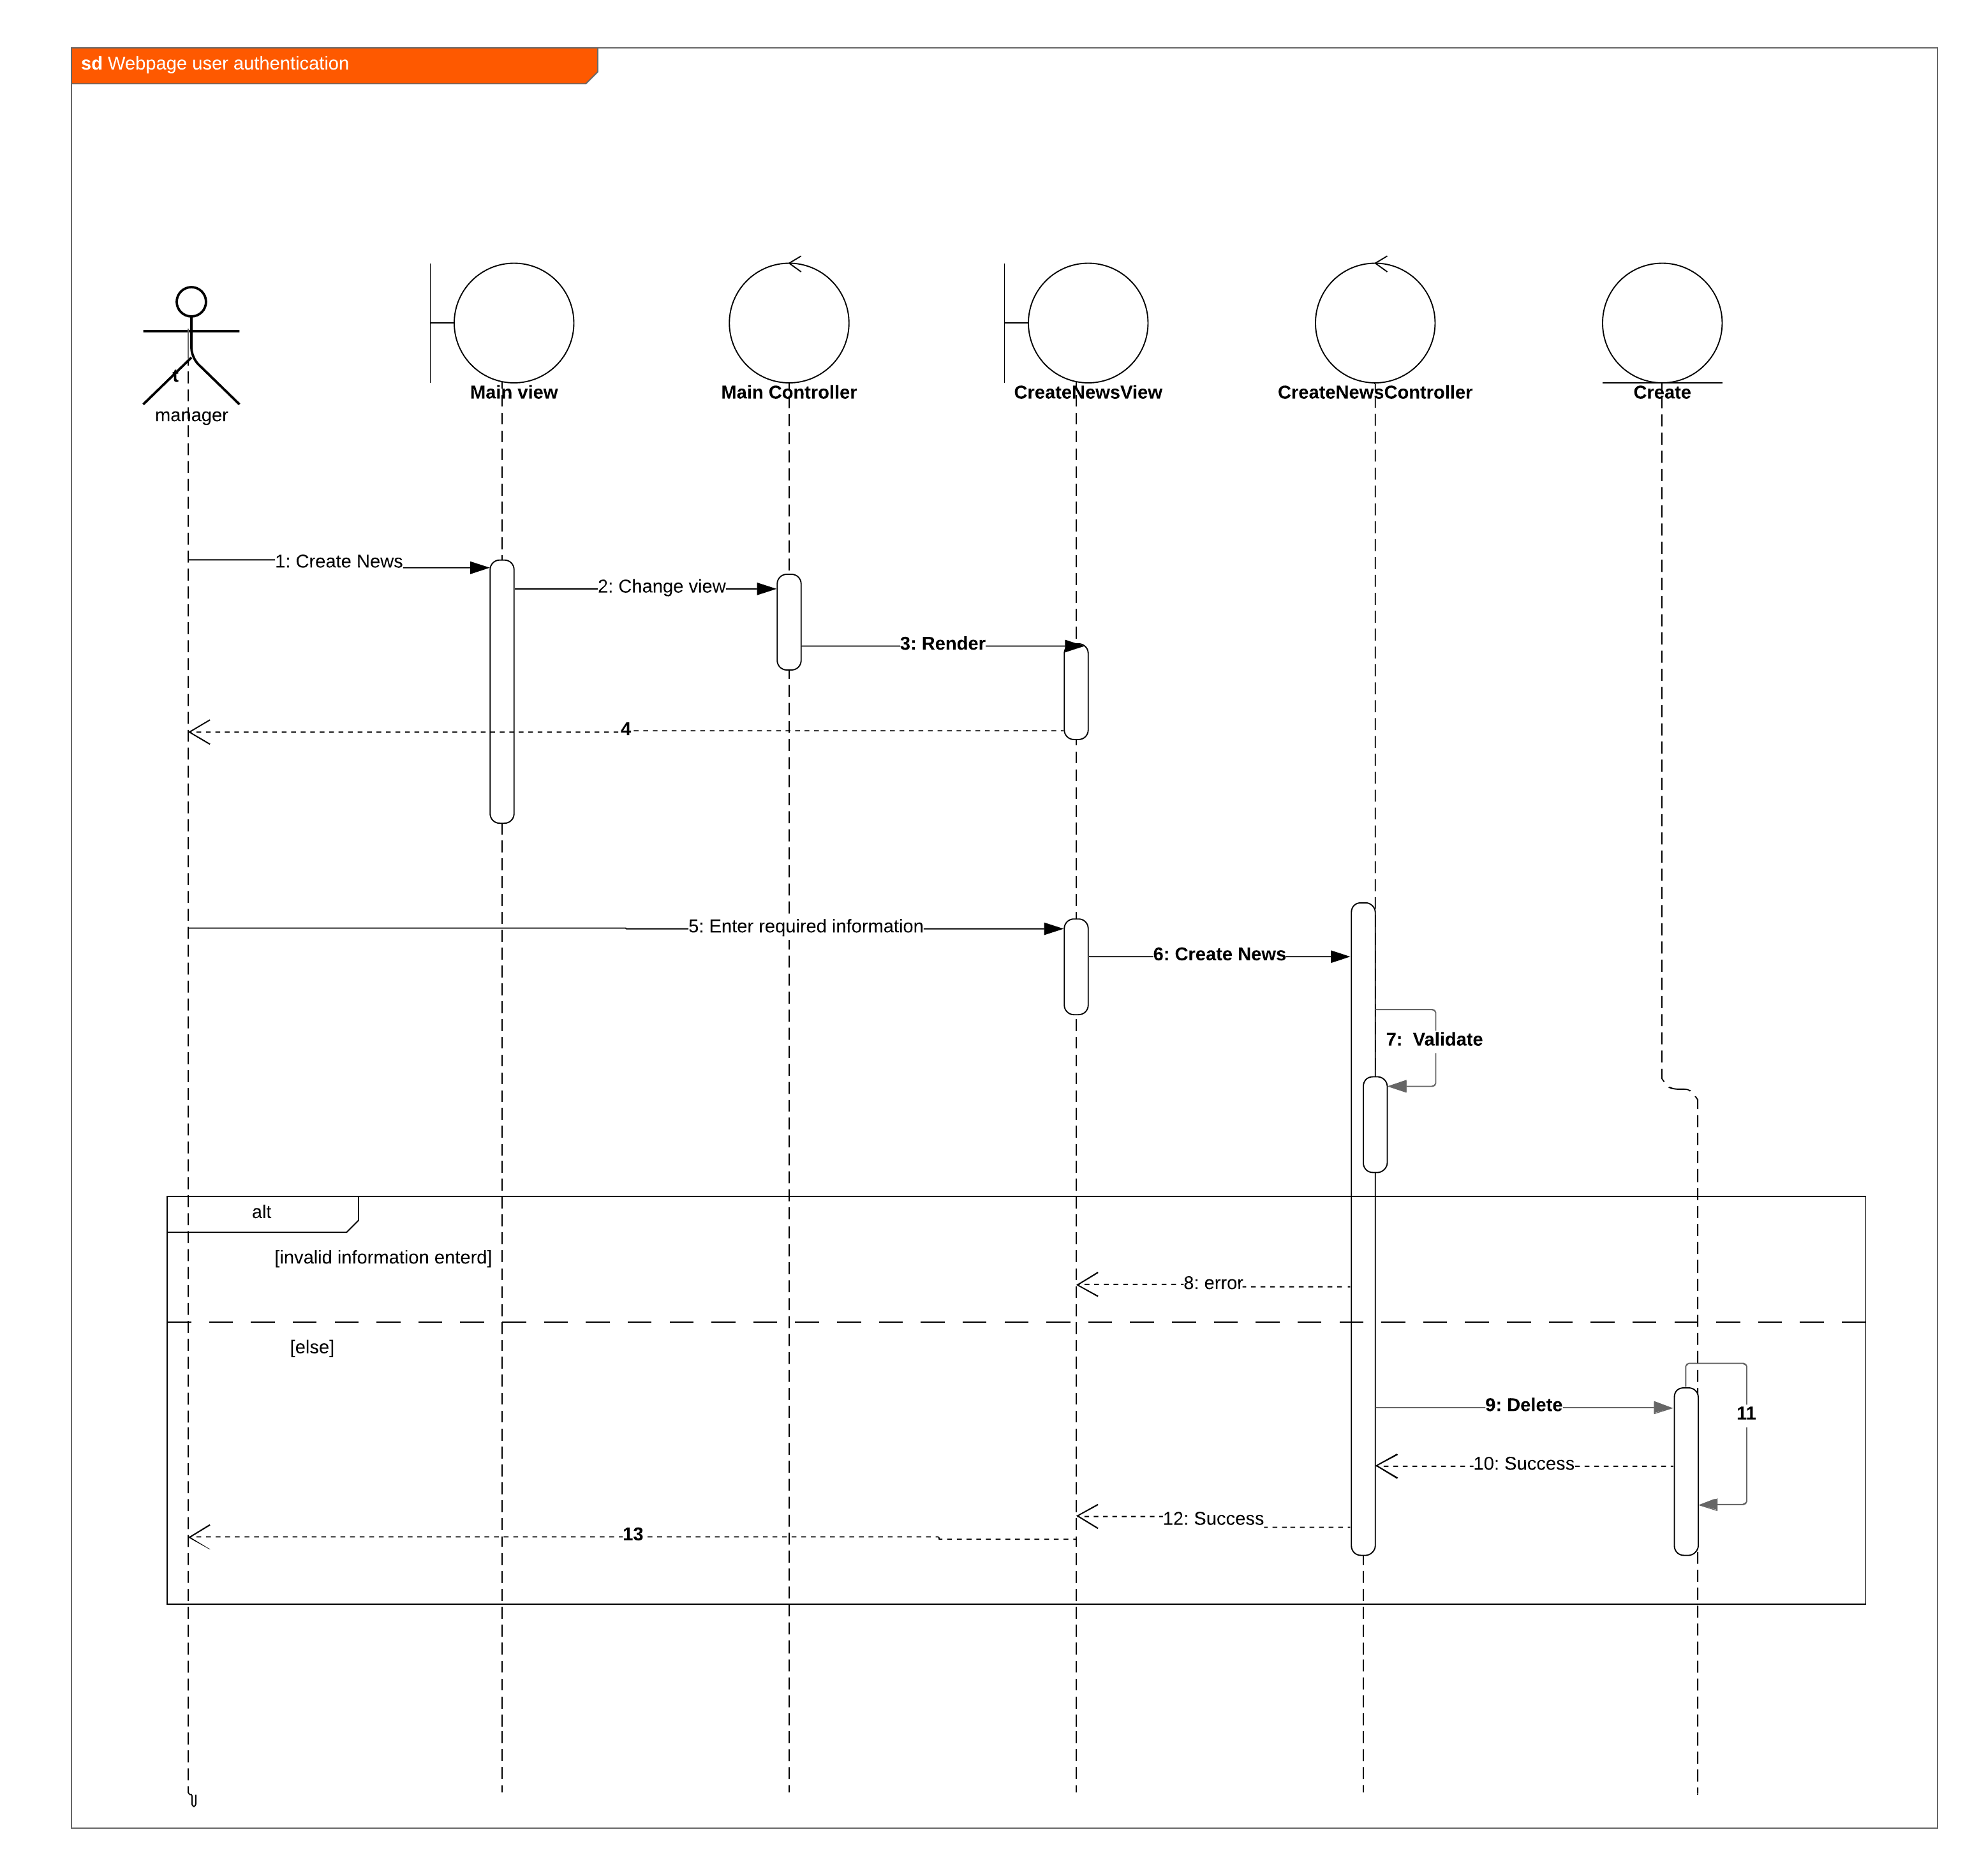 sd Webpage user authentication
t
manager
Main view
Main Controller
CreateNewsView
CreateNewsController
Create
1: Create News
2: Change view
3: Render
4
5: Enter required information
6: Create News
7:  Validate
alt
[invalid information enterd]
8: error
[else]
9: Delete
11
10: Success
12: Success
13